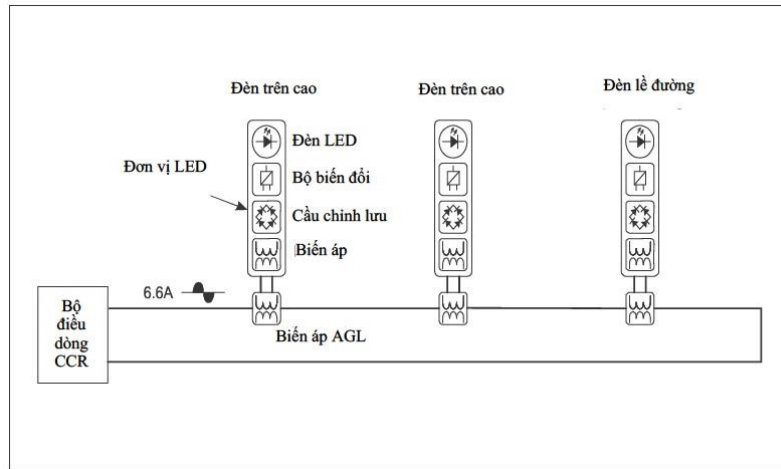 Đèn trên cao
Đèn trên cao
Đèn lề đường
Đèn LED
Đơn vị LED
Bộ biến đổi
Cầu chỉnh lưu
Biến áp
6.6A
Bộ
điều
dòng
CCR
Biến áp AGL